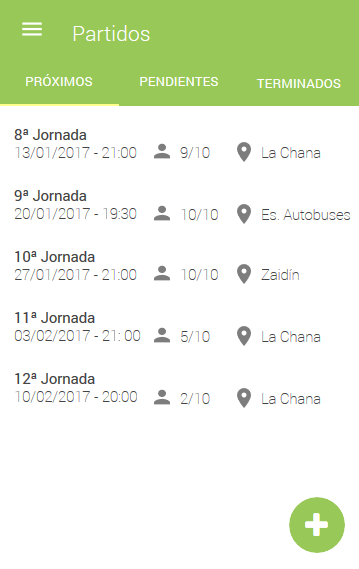 Partidos
PRÓXIMOS PENDIENTES TERMINADOS
8ª Jornada
13/01/2017 - 21:00 9/10 La Chana
9ª Jornada
20/01/2017 - 19:30 10/10 Es. Autobuses
10ª Jornada
27/01/2017 - 21:00 10/10 Zaidín
11ª Jornada
03/02/2017 - 21: 00 5/10 La Chana
12ª Jornada
10/02/2017 - 20:00 2/10 La Chana